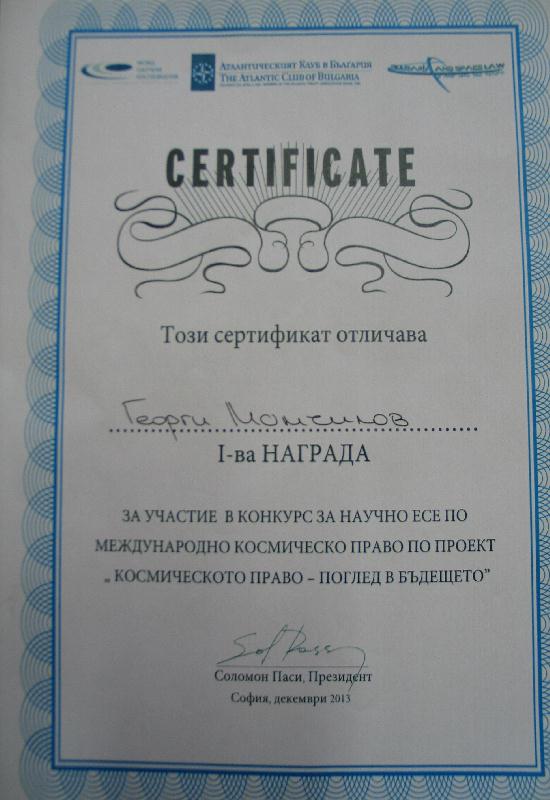 Атлантическият Клуб в България
The Atlantic Club of Bulgaria
CERTIFICATE
Този сертификат отличава
Георги Момчилов
I-ва НАГРАДА
ЗА УЧАСТИЕ В КОНКУРС ЗА НАУЧНО ЕСЕ ПО
МЕЖДУНАРОДНО КОСМИЧЕСКО ПРАВО ПО ПРОЕКТ
„КОСМИЧЕСКОТО ПРАВО – ПОГЛЕД В БЪДЕЩЕТО”
Sol Passy
Соломон Паси, Президент
София, декември 2013